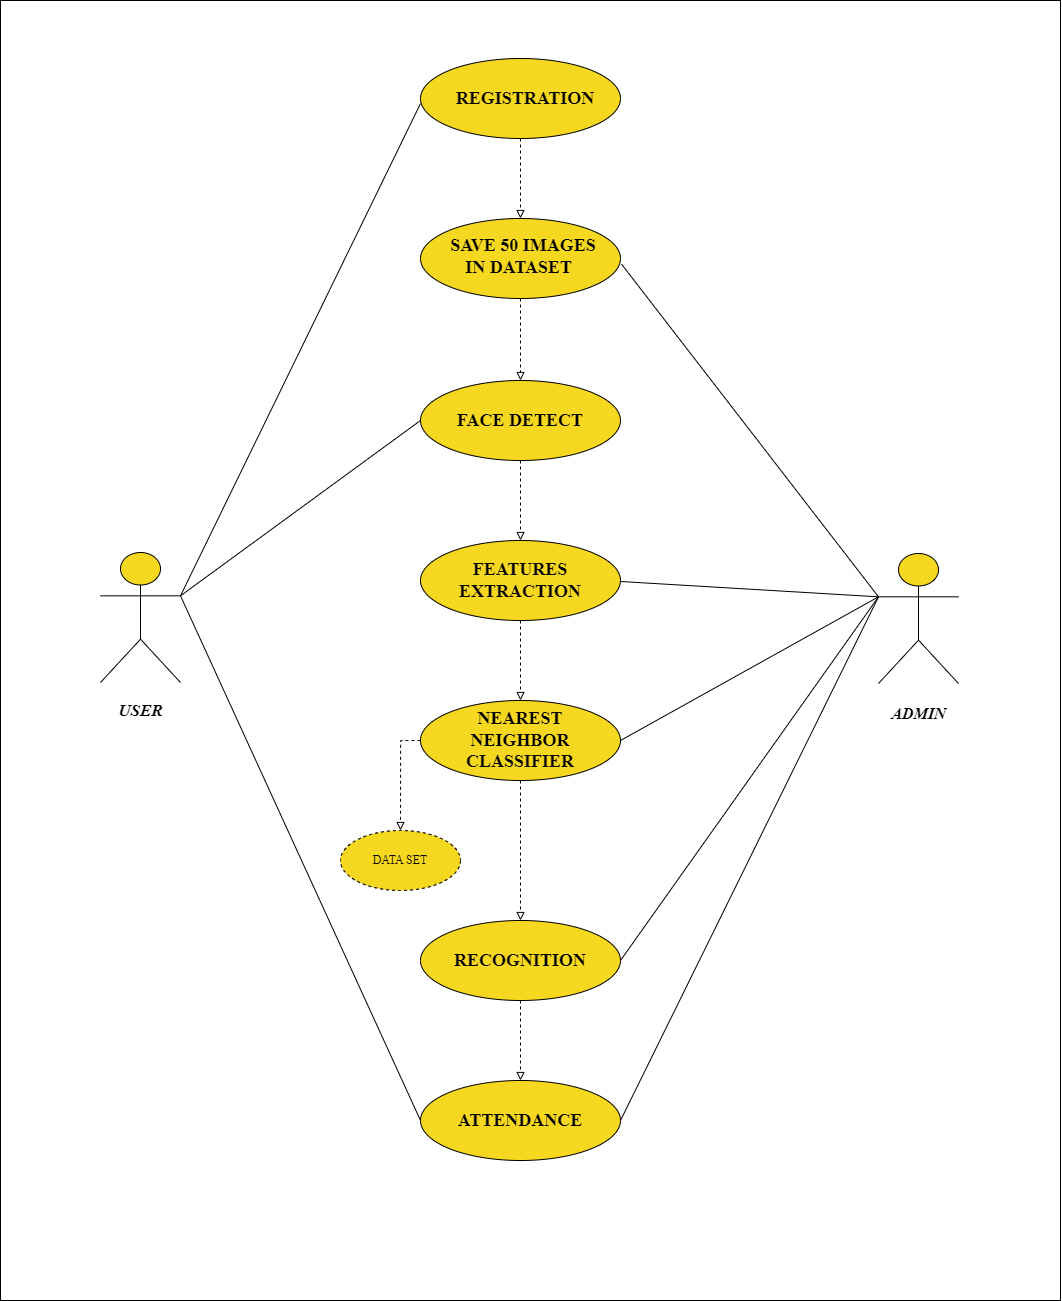 REGISTRATION
SAVE 50 IMAGES
IN DATASET
FACE DETECT
FEATURES
EXTRACTION
USER
ADMIN
NEAREST
NEIGHBOR
CLASSIFIER
DATA SET
RECOGNITION
ATTENDANCE